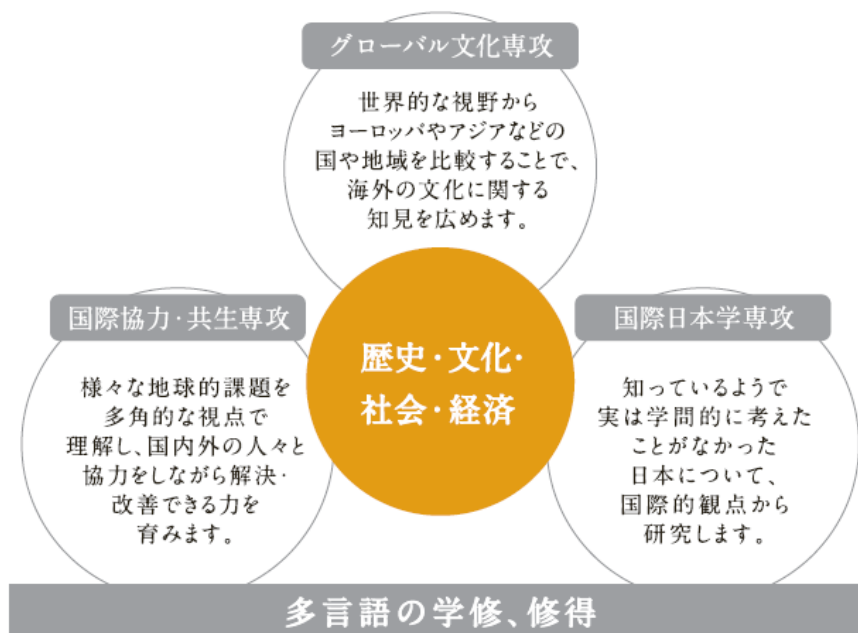 グローバル文化専攻
世界的な視野から
ヨーロッパやアジアなどの
国や地域を比較することで、
海外の文化に関する
知見を広めます。
歴史・文化・
社会・経済
国際協力・共生専攻
様々な地球的課題を
多角的な視点で
理解し、国内外の人々と
協力をしながら解決・
改善できる力を
育みます。
国際日本学専攻
知っているようで
実は学問的に考えた
ことがなかった
日本について、
国際的観点から
研究します。
多言語の学修、修得